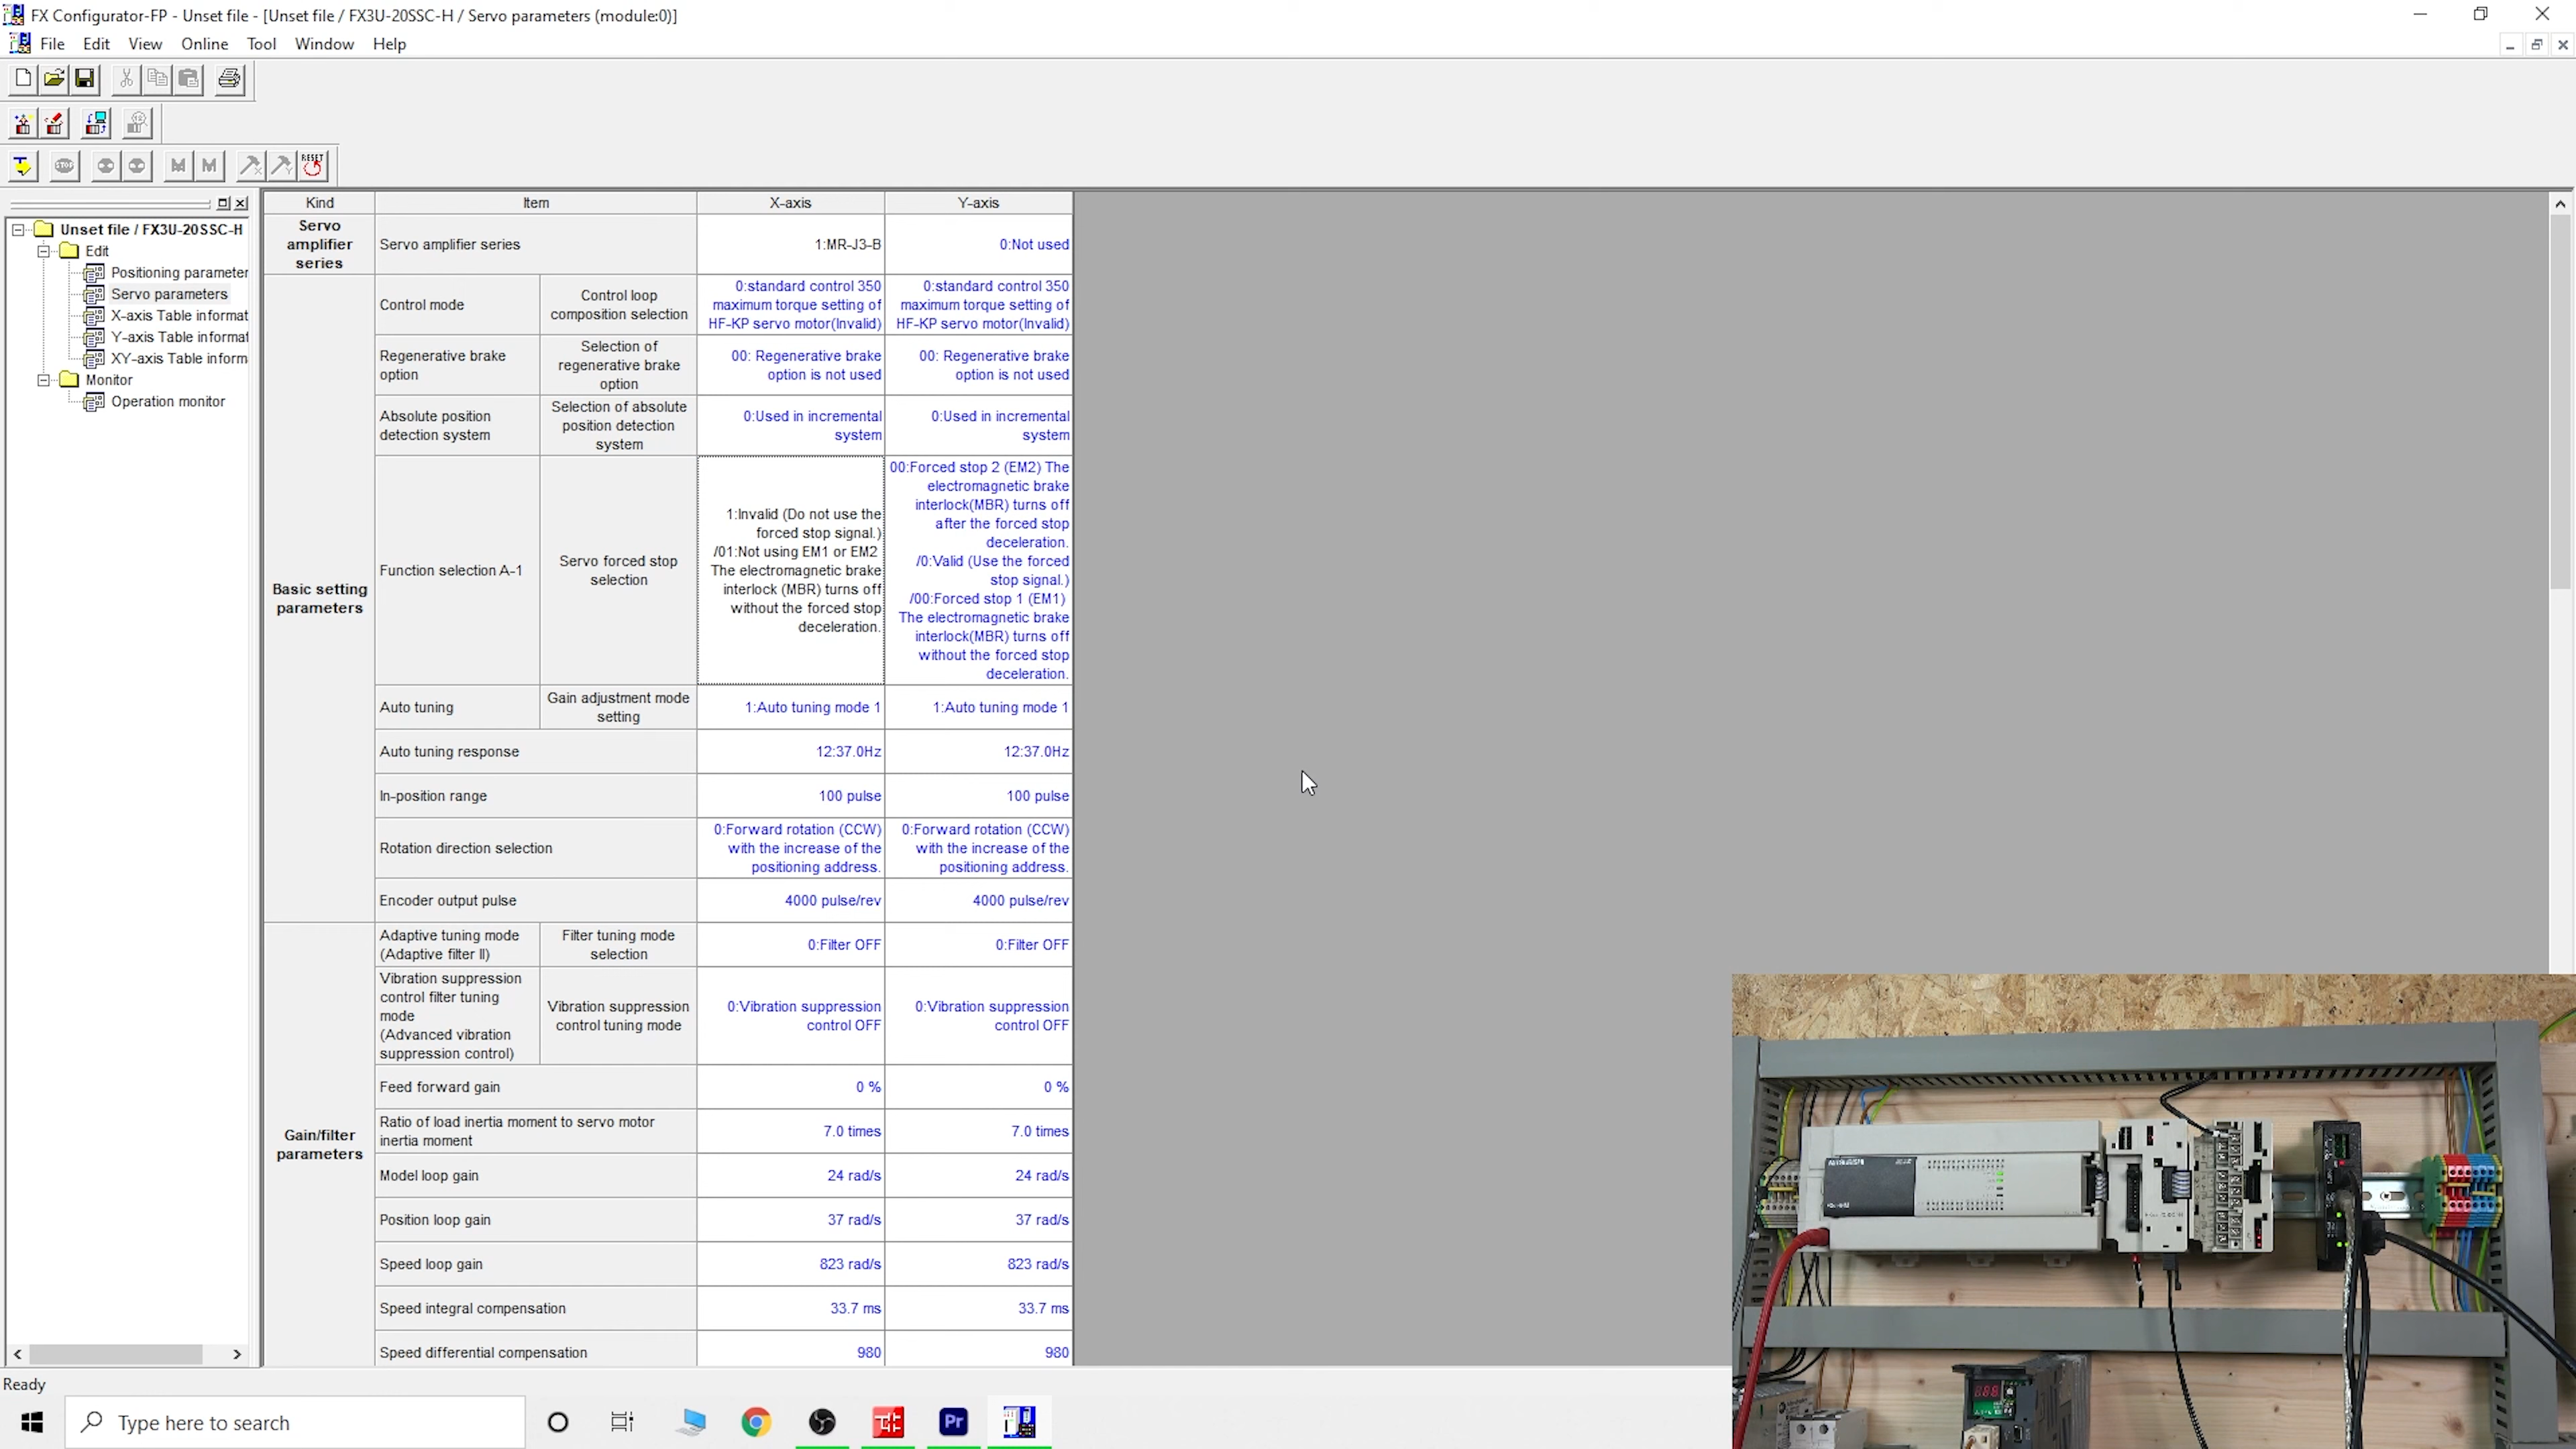 FX Configurator-FP - Unset file - [Unset file / FX3U-20SSC-H / Servo parameters (module:0)]
File Edit View Online Tool Window Help
STOP
RESET
Unset file / FX3U-20SSC-H
Edit
Positioning parameter
Servo parameters
X-axis Table informat
Y-axis Table informat
XY-axis Table inform
Monitor
Operation monitor
Kind Item X-axis Y-axis
Servo
amplifier
series
Servo amplifier series
1:MR-J3-B
0:Not used
Basic setting
parameters
Control mode
Control loop
composition selection
0:standard control 350
maximum torque setting of
HF-KP servo motor(Invalid)
0:standard control 350
maximum torque setting of
HF-KP servo motor(Invalid)
Regenerative brake
option
Selection of
regenerative brake
option
00: Regenerative brake
option is not used
00: Regenerative brake
option is not used
Absolute position
detection system
Selection of absolute
position detection
system
0:Used in incremental
system
0:Used in incremental
system
Function selection A-1
Servo forced stop
selection
1:Invalid (Do not use the
forced stop signal.)
/01:Not using EM1 or EM2
The electromagnetic brake
interlock (MBR) turns off
without the forced stop
deceleration.
00:Forced stop 2 (EM2) The
electromagnetic brake
interlock(MBR) turns off
after the forced stop
deceleration.
/0:Valid (Use the forced
stop signal.)
/00:Forced stop 1 (EM1)
The electromagnetic brake
interlock(MBR) turns off
without the forced stop
deceleration.
Auto tuning
Gain adjustment mode
setting
1:Auto tuning mode 1
1:Auto tuning mode 1
Auto tuning response
12:37.0Hz
12:37.0Hz
In-position range
100 pulse
100 pulse
Rotation direction selection
0:Forward rotation (CCW)
with the increase of the
positioning address.
0:Forward rotation (CCW)
with the increase of the
positioning address.
Encoder output pulse
4000 pulse/rev
4000 pulse/rev
Gain/filter
parameters
Adaptive tuning mode
(Adaptive filter II)
Filter tuning mode
selection
0:Filter OFF
0:Filter OFF
Vibration suppression
control filter tuning
mode
(Advanced vibration
suppression control)
Vibration suppression
control tuning mode
0:Vibration suppression
control OFF
0:Vibration suppression
control OFF
Feed forward gain
0 %
0 %
Ratio of load inertia moment to servo motor
inertia moment
7.0 times
7.0 times
Model loop gain
24 rad/s
24 rad/s
Position loop gain
37 rad/s
37 rad/s
Speed loop gain
823 rad/s
823 rad/s
Speed integral compensation
33.7 ms
33.7 ms
Speed differential compensation
980
980
Ready
Type here to search
Pr